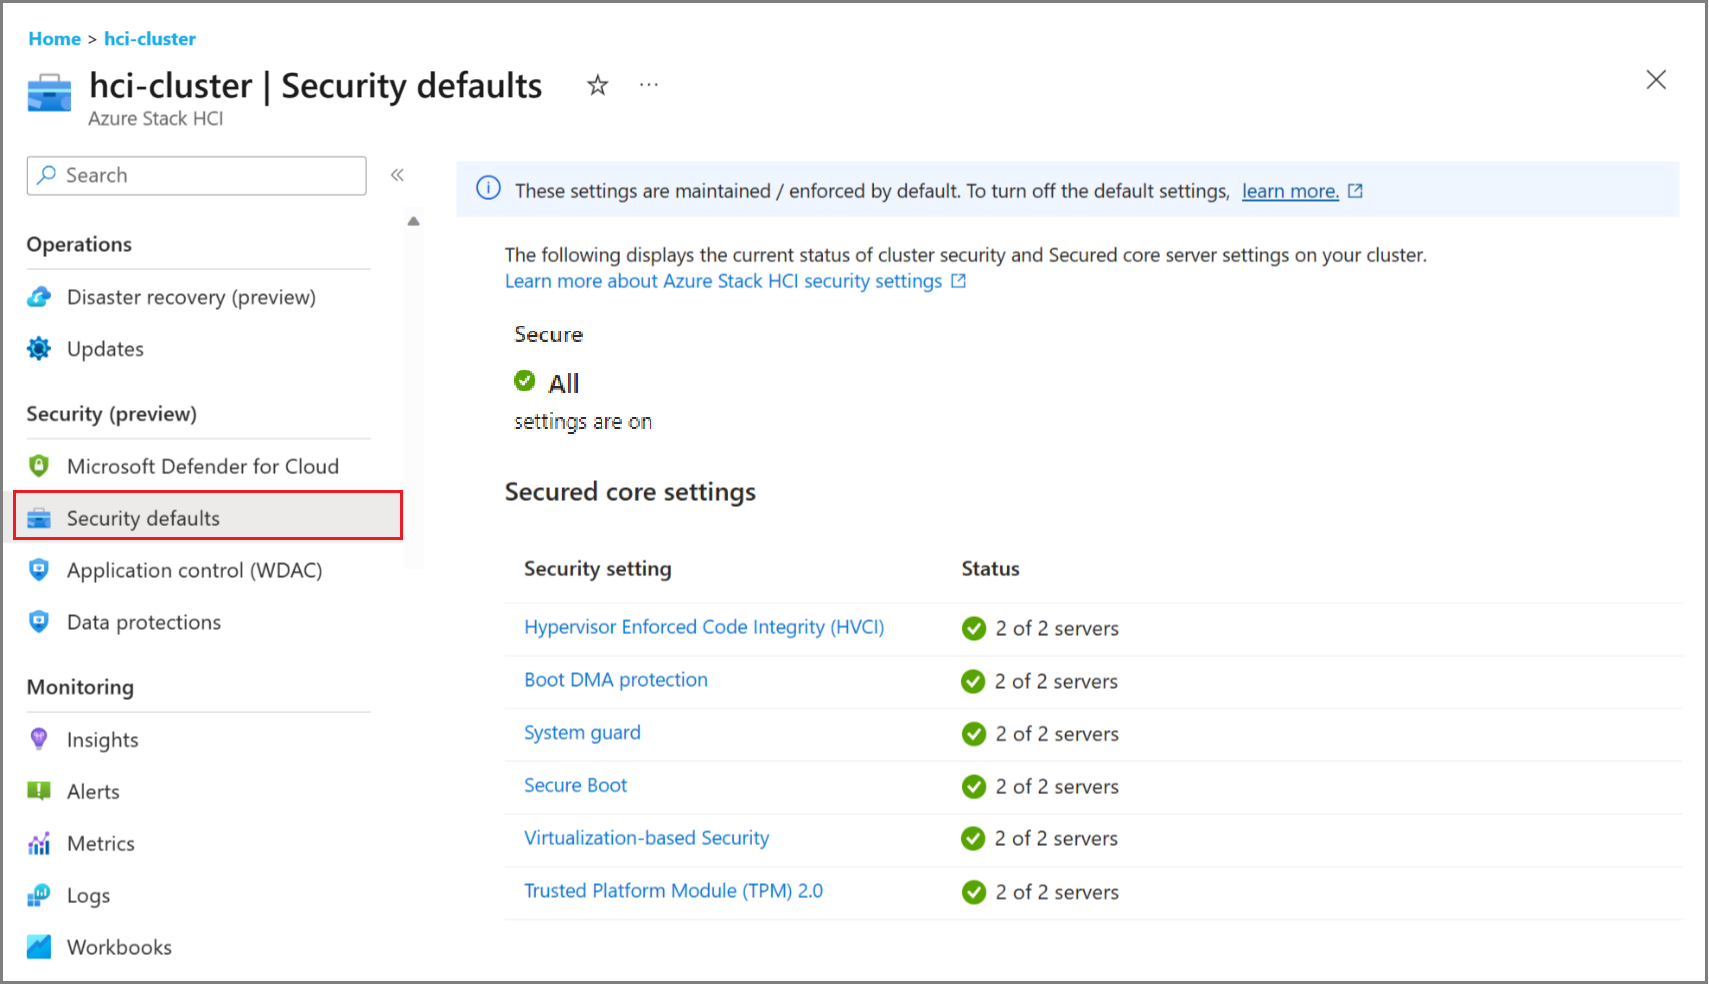 Home > hci-cluster
hci-cluster | Security defaults
Azure Stack HCI
Search
Operations
Disaster recovery (preview)
Updates
Security (preview)
Microsoft Defender for Cloud
Security defaults
Application control (WDAC)
Data protections
Monitoring
Insights
Alerts
Metrics
Logs
Workbooks
These settings are maintained / enforced by default. To turn off the default settings, learn more.
The following displays the current status of cluster security and Secured core server settings on your cluster.
Learn more about Azure Stack HCI security settings
Secure
All
settings are on
Secured core settings
Security setting Status
Hypervisor Enforced Code Integrity (HVCI) 2 of 2 servers
Boot DMA protection 2 of 2 servers
System guard 2 of 2 servers
Secure Boot 2 of 2 servers
Virtualization-based Security 2 of 2 servers
Trusted Platform Module (TPM) 2.0 2 of 2 servers